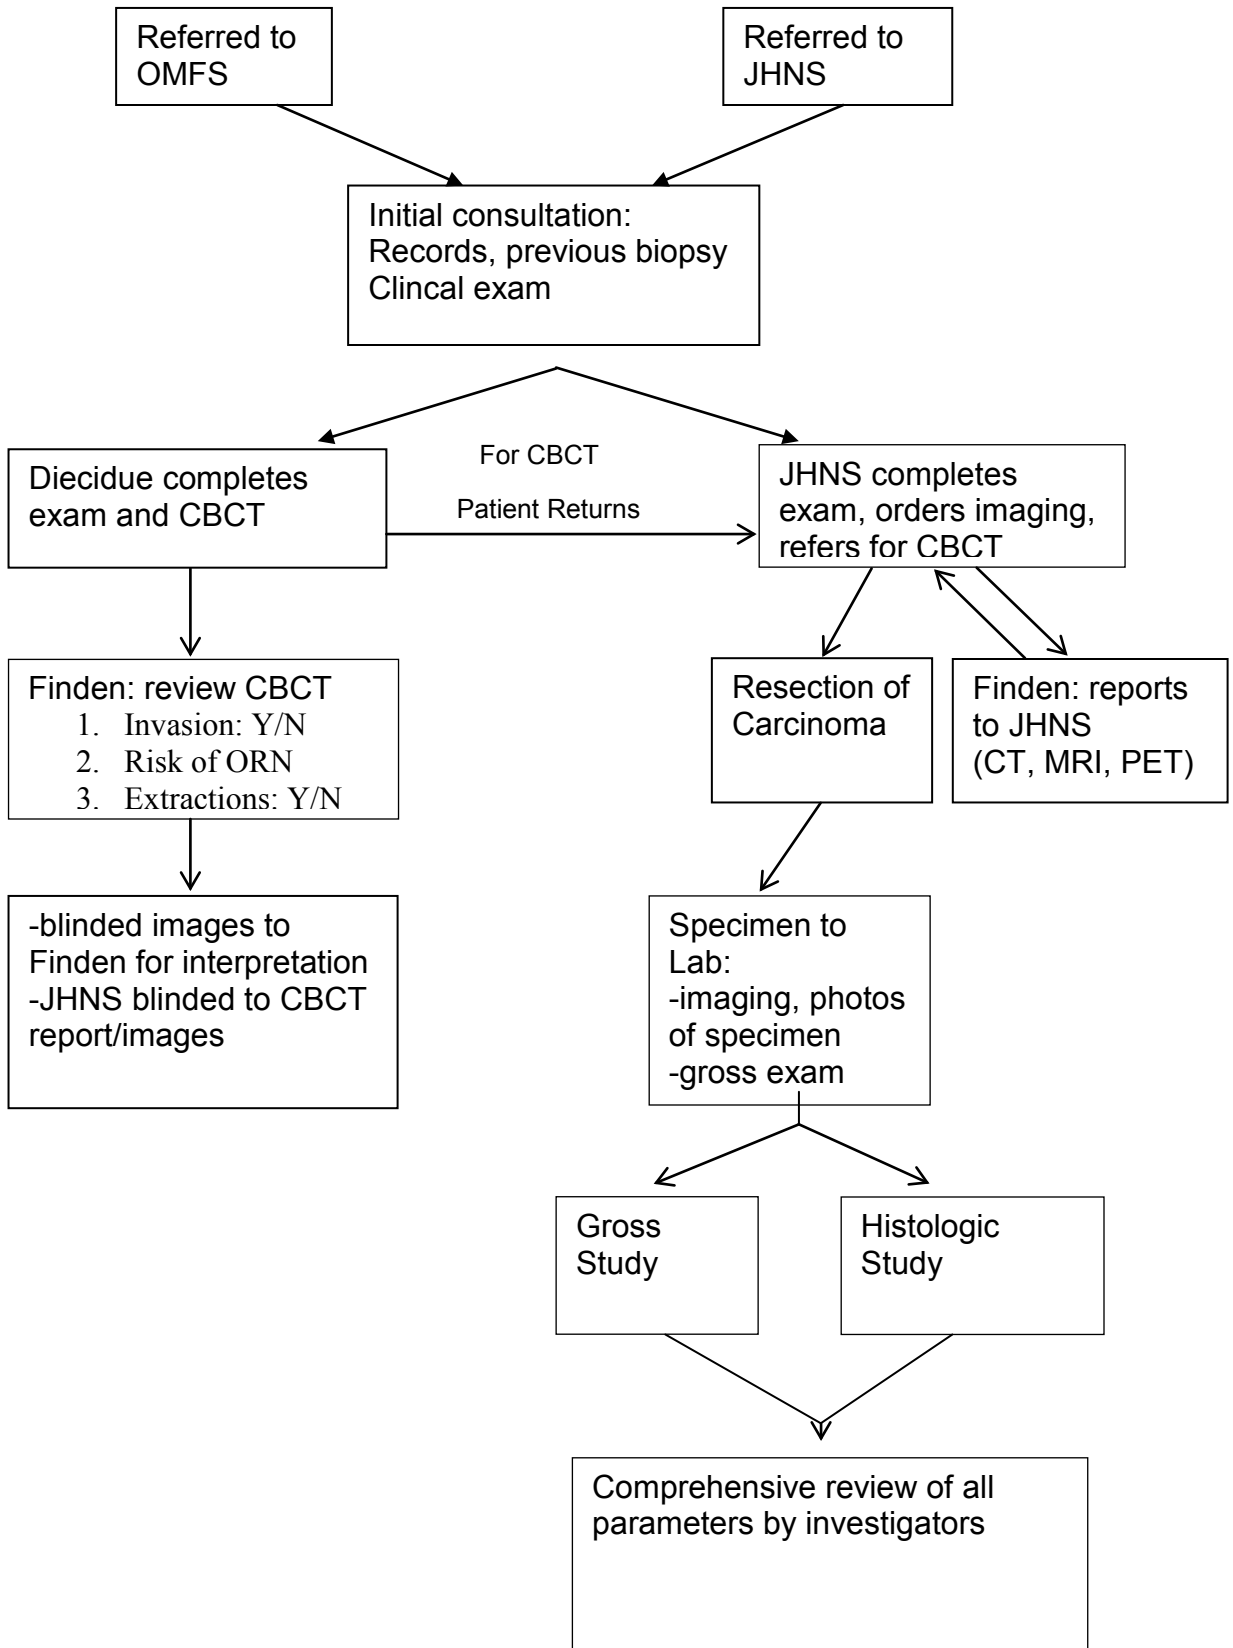 Referred to
OMFS
Referred to
JHNS
Initial consultation:
Records, previous biopsy
Clincal exam
Diecidue completes
exam and CBCT
For CBCT
Patient Returns
JHNS completes
exam, orders imaging,
refers for CBCT
Finden: review CBCT
1. Invasion: Y/N
2. Risk of ORN
3. Extractions: Y/N
Resection of
Carcinoma
Finden: reports
to JHNS
(CT, MRI, PET)
-blinded images to
Finden for interpretation
-JHNS blinded to CBCT
report/images
Specimen to
Lab:
-imaging, photos
of specimen
-gross exam
Gross
Study
Histologic
Study
Comprehensive review of all
parameters by investigators